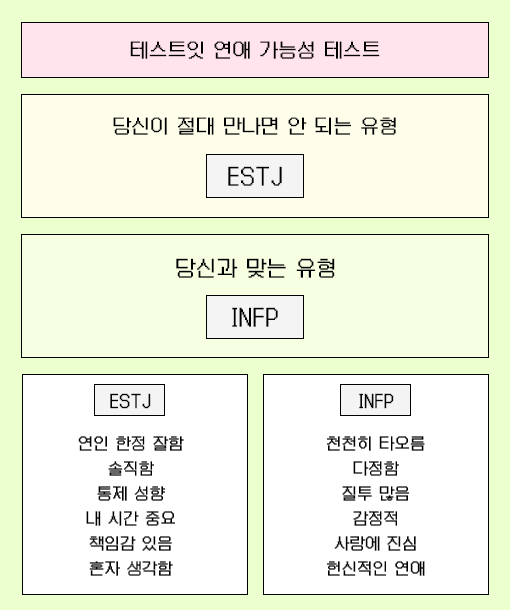 테스트잇 연애 가능성 테스트
당신이 절대 만나면 안 되는 유형
ESTJ
당신과 맞는 유형
INFP
ESTJ
연인 한정 잘함
솔직함
통제 성향
내 시간 중요
책임감 있음
혼자 생각함
INFP
천천히 타오름
다정함
질투 많음
감정적
사랑에 진심
헌신적인 연애